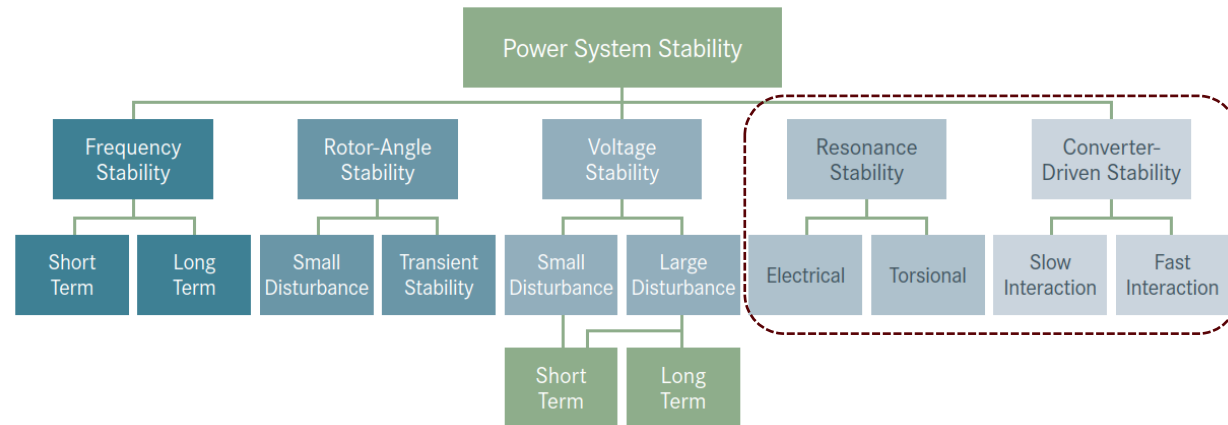 Power System Stability
Frequency
Stability
Rotor-Angle
Stability
Voltage
Stability
Resonance
Stability
Converter-
Driven Stability
Short
Term
Long
Term
Small
Disturbance
Transient
Stability
Small
Disturbance
Large
Disturbance
Electrical
Torsional
Slow
Interaction
Fast
Interaction
Short
Term
Long
Term